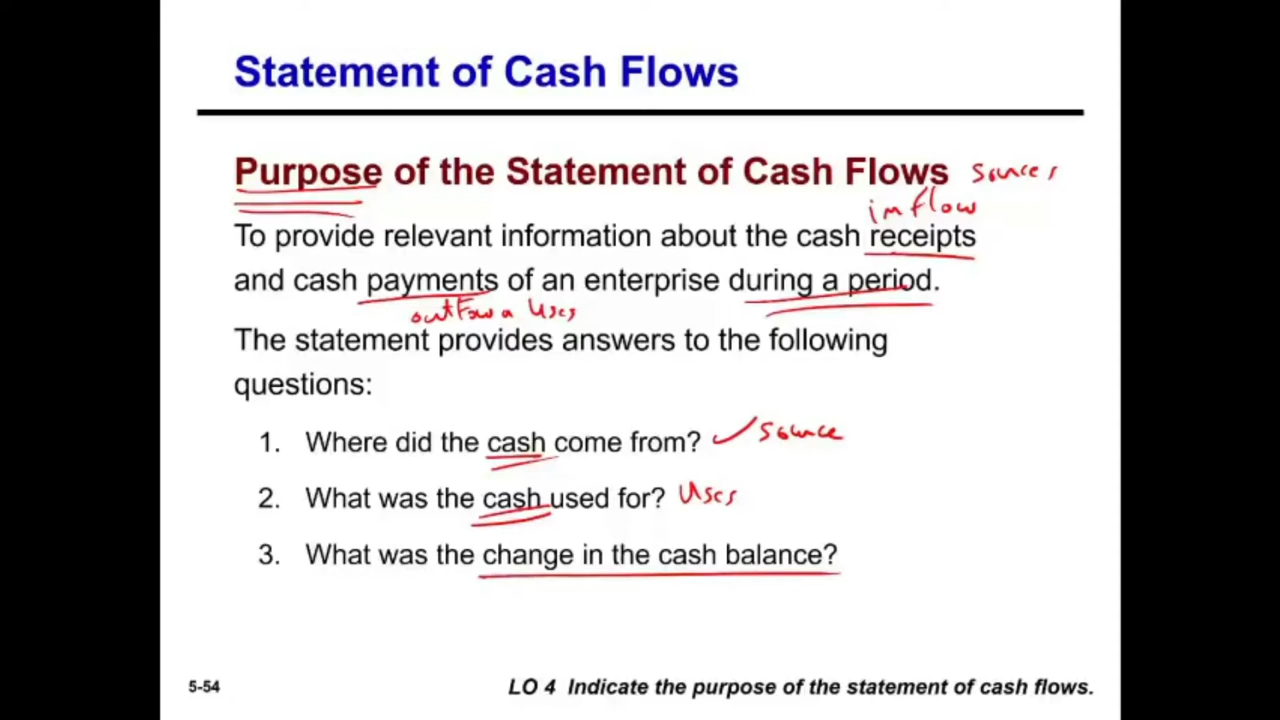 Statement of Cash Flows
Purpose of the Statement of Cash Flows sources
inflow
To provide relevant information about the cash receipts
and cash payments of an enterprise during a period.
uses
The statement provides answers to the following
questions:
1. Where did the cash come from? source
2. What was the cash used for? uses
3. What was the change in the cash balance?
5-54
LO 4 Indicate the purpose of the statement of cash flows.